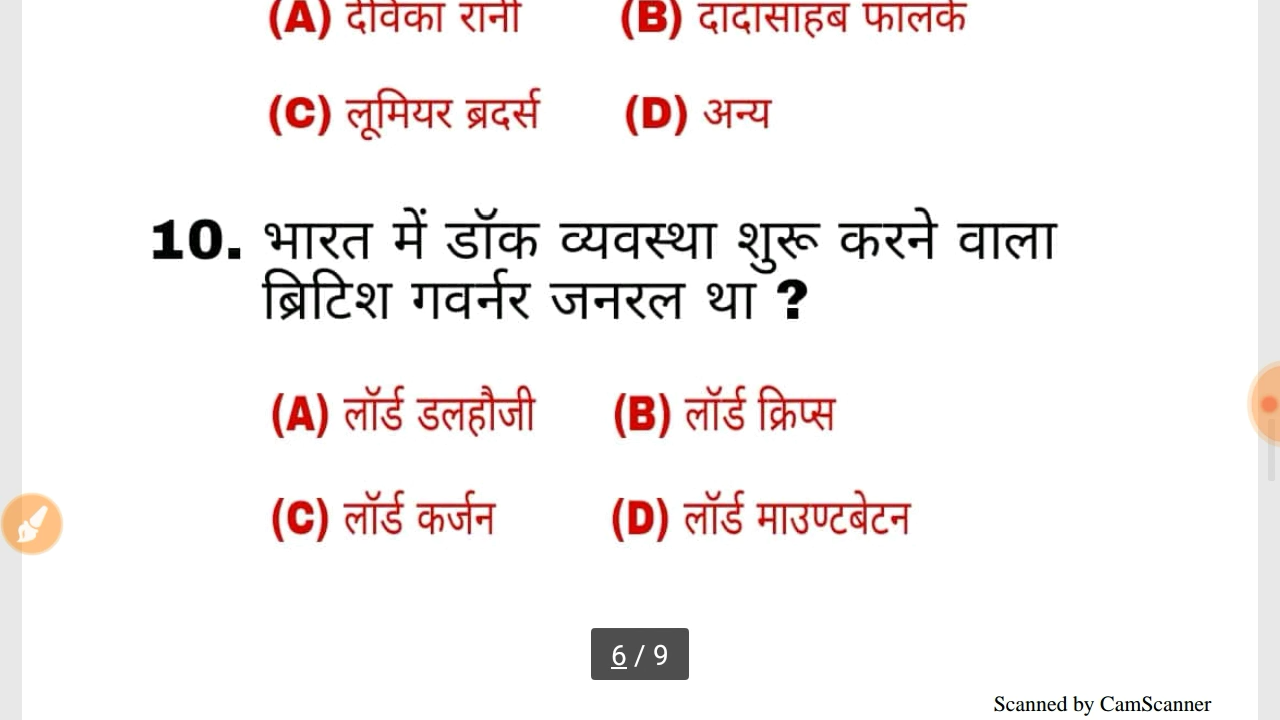 (A) देविका रानी (B) दादासाहब फालके
(C) लूमियर ब्रदर्स (D) अन्य
10. भारत में डॉक व्यवस्था शुरू करने वाला
ब्रिटिश गवर्नर जनरल था ?
(A) लॉर्ड डलहौजी (B) लॉर्ड क्रिप्स
(C) लॉर्ड कर्जन (D) लॉर्ड माउण्टबेटन
6 / 9
Scanned by CamScanner